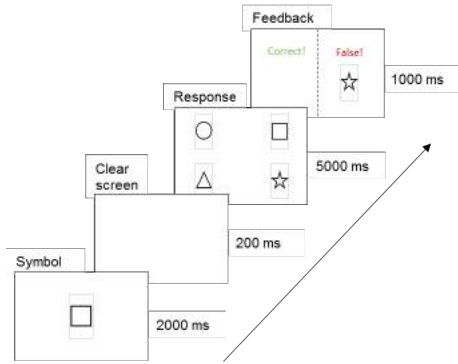 Feedback
Correct!
False!
1000 ms
Response
5000 ms
Clear
screen
200 ms
Symbol
2000 ms